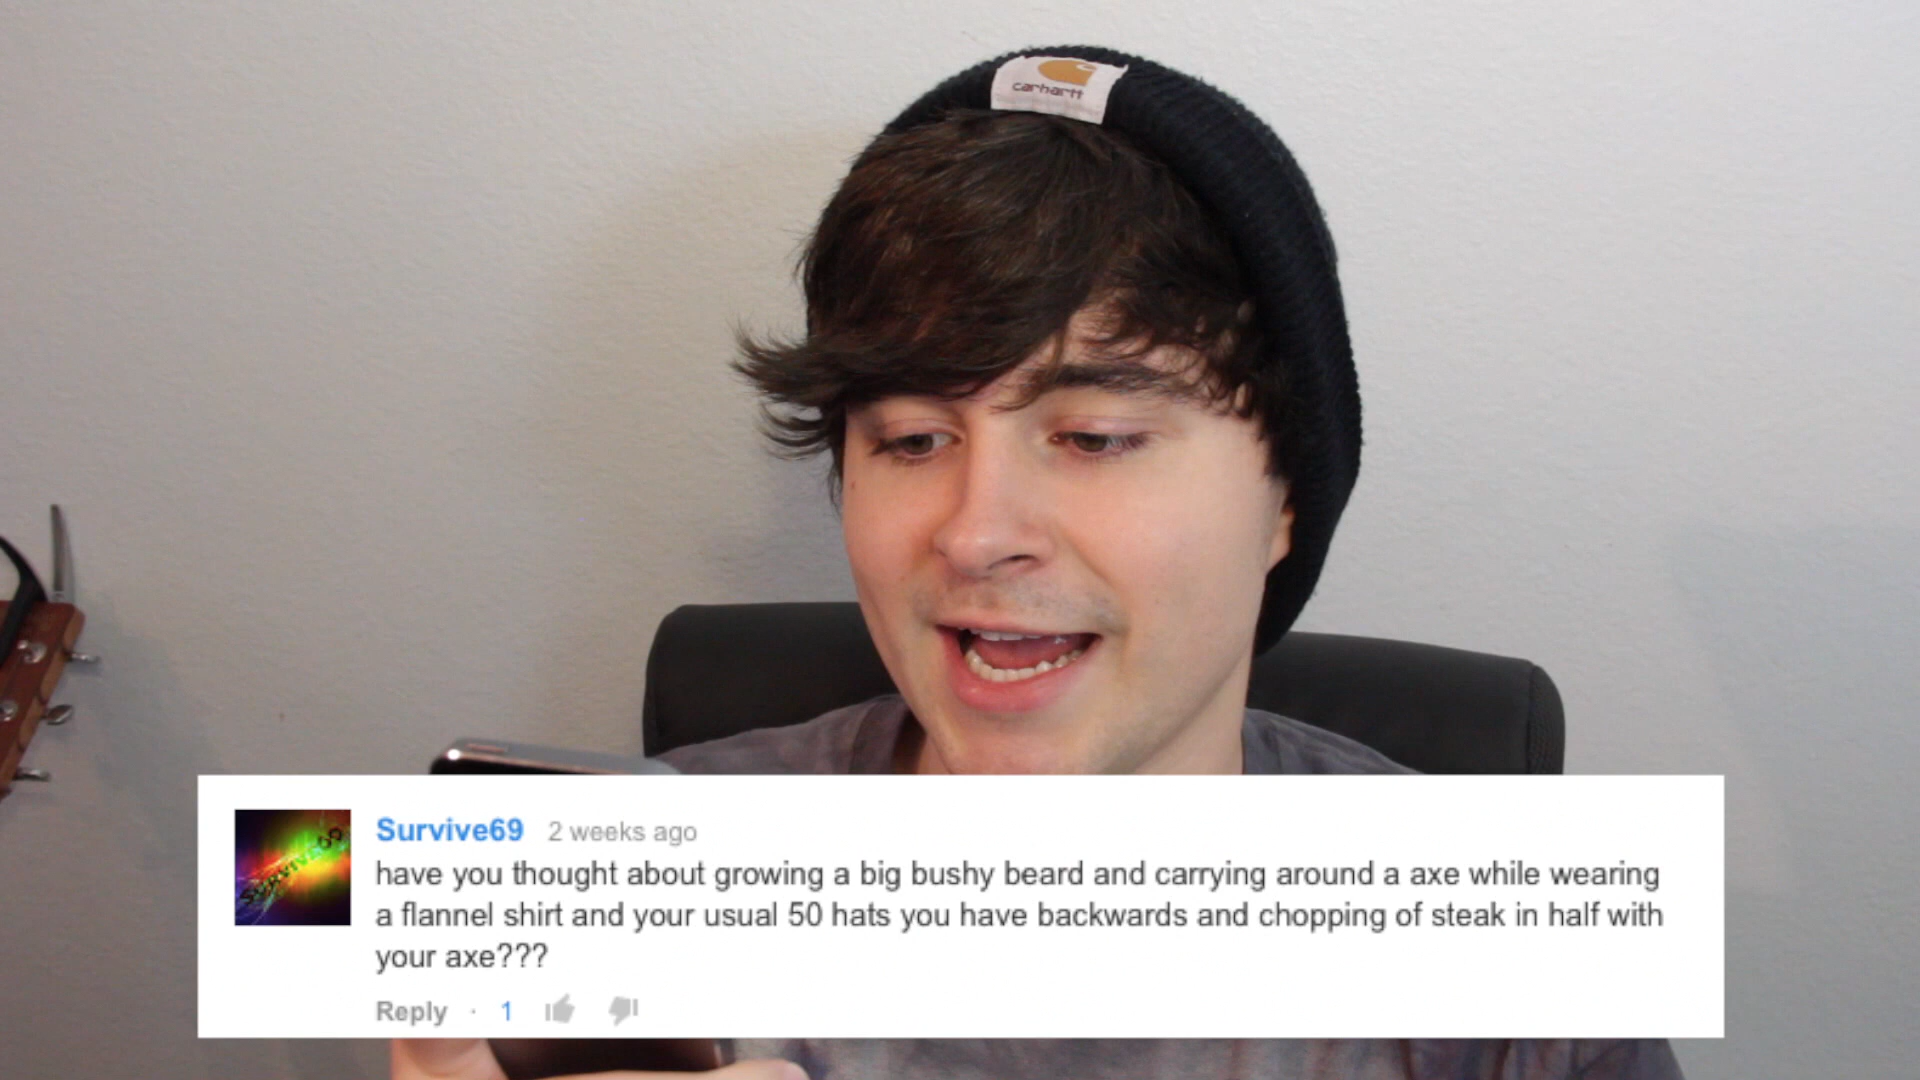 carhartt
Survive69 2 weeks ago
have you thought about growing a big bushy beard and carrying around a axe while wearing
a flannel shirt and your usual 50 hats you have backwards and chopping of steak in half with
your axe???
Reply · 1
Survive69